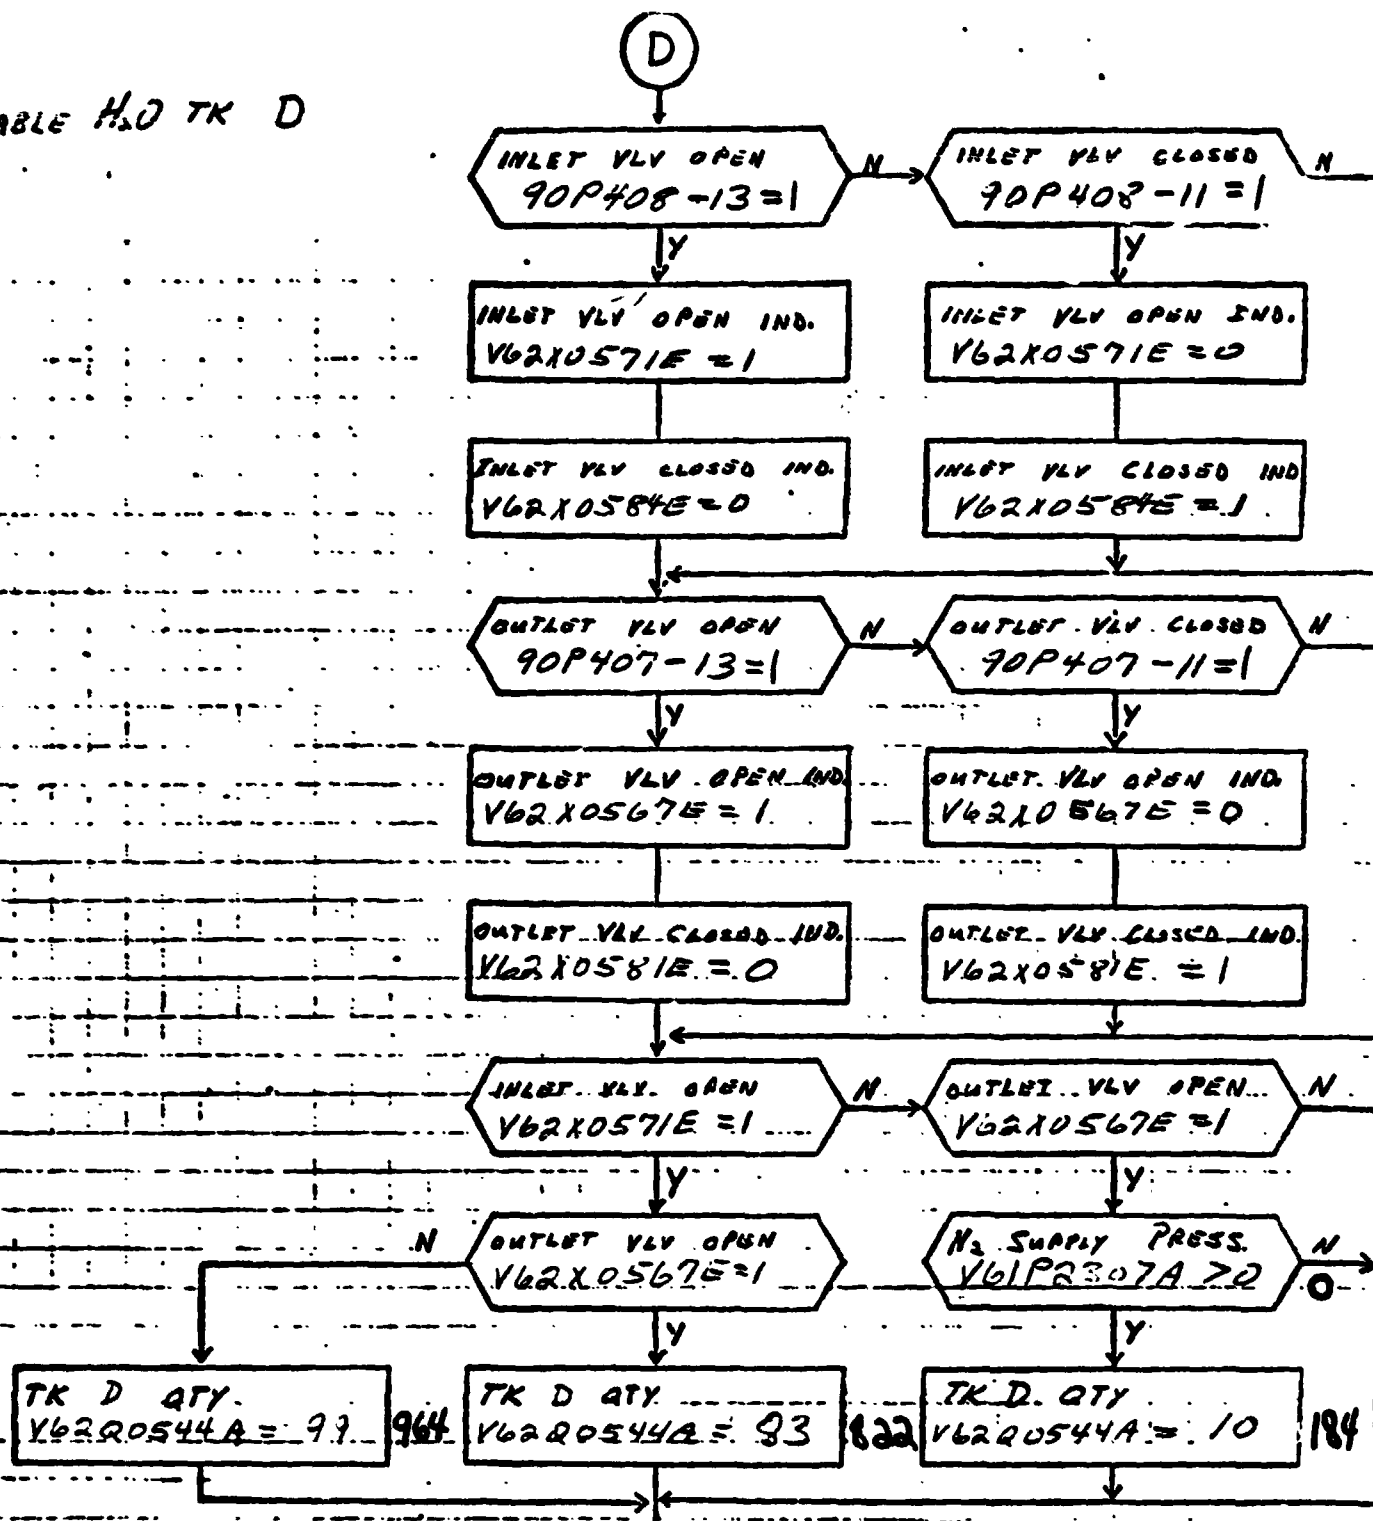 D
ABLE H2O TK D
INLET VLV OPEN
90P408-13=1
N
INLET VLV CLOSED
90P408-11=1
N
Y
Y
INLET VLV OPEN IND.
V62X0571E=1
INLET VLV OPEN IND.
V62X0571E=0
INLET VLV CLOSED IND.
V62X0584E=0
INLET VLV CLOSED IND
V62X0584E=1
OUTLET VLV OPEN
90P407-13=1
N
OUTLET VLV CLOSED
90P407-11=1
N
Y
Y
OUTLET VLV OPEN IND.
V62X0567E=1
OUTLET VLV OPEN IND.
V62X0567E=0
OUTLET VLV CLOSED IND.
V62X0581E=0
OUTLET VLV CLOSED IND.
V62X0581E=1
INLET VLV OPEN
V62X0571E=1
N
OUTLET VLV OPEN
V62X0567E=1
N
Y
Y
N
OUTLET VLV OPEN
V62X0567E=1
N2 SUPPLY PRESS.
V61P2307A >0
N
0
Y
Y
TK D QTY.
V62Q0544A = 99
964
TK D QTY
V62Q0544A = 83
822
TK D. QTY
V62Q0544A = 10
184